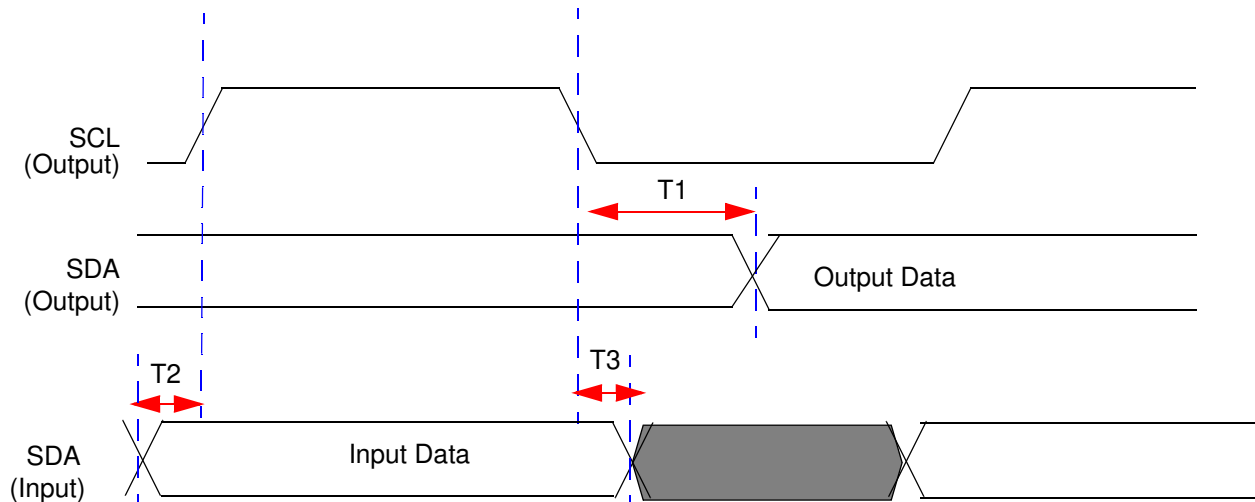 SCL
(Output)
T1
SDA
(Output)
Output Data
T2
T3
SDA
(Input)
Input Data